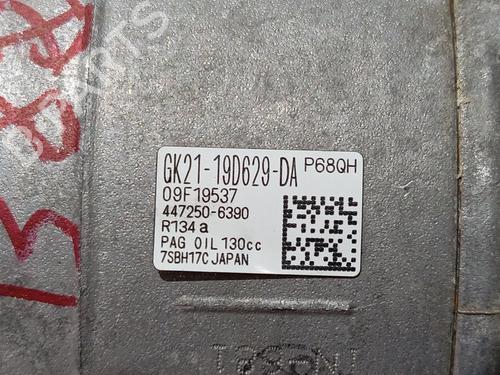 GK21-19D629-DA P68QH
09F19537
447250-6390
R134a
PAG OIL 130cc
7SBH17C JAPAN